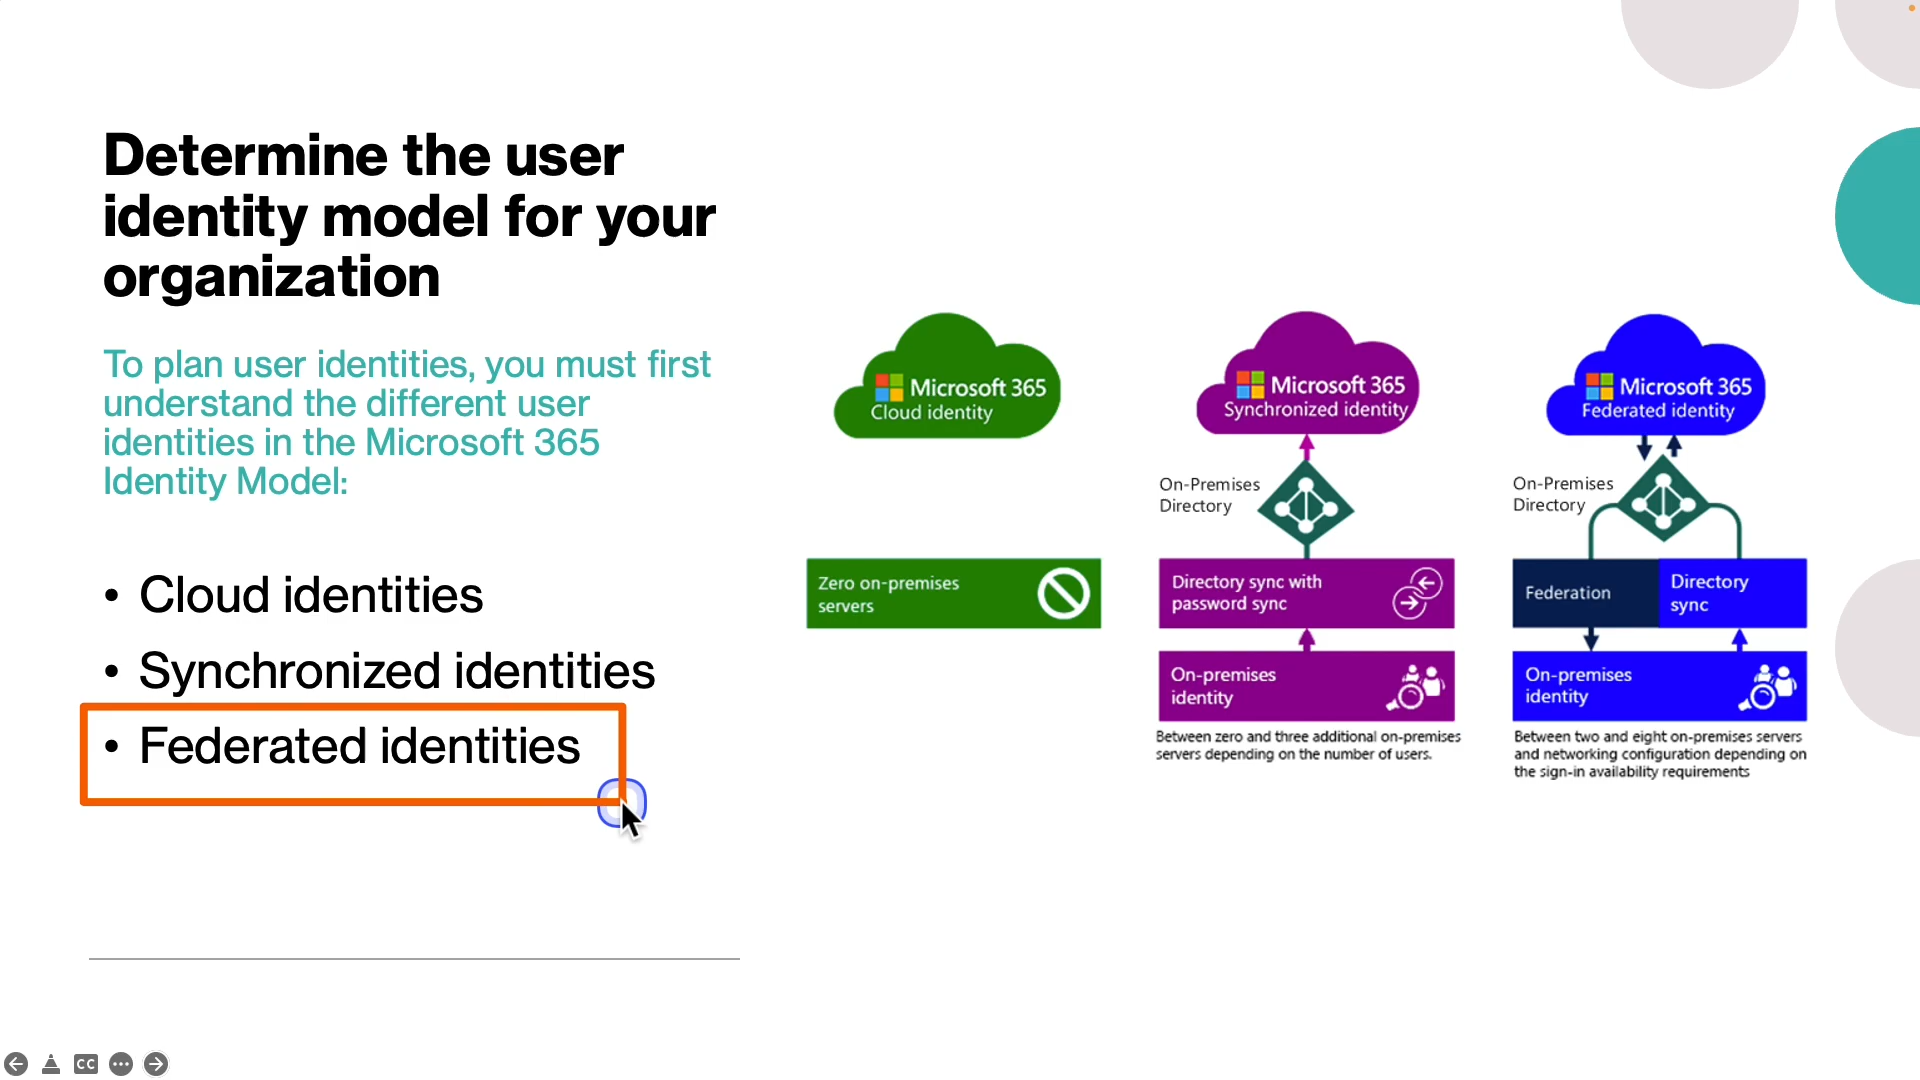 Determine the user
identity model for your
organization
To plan user identities, you must first
understand the different user
identities in the Microsoft 365
Identity Model:
• Cloud identities
• Synchronized identities
• Federated identities
Microsoft 365
Cloud identity
Zero on-premises
servers
Microsoft 365
Synchronized identity
On-Premises
Directory
Directory sync with
password sync
On-premises
identity
Between zero and three additional on-premises
servers depending on the number of users.
Microsoft 365
Federated identity
On-Premises
Directory
Federation
Directory
sync
On-premises
identity
Between two and eight on-premises servers
and networking configuration depending on
the sign-in availability requirements
CC